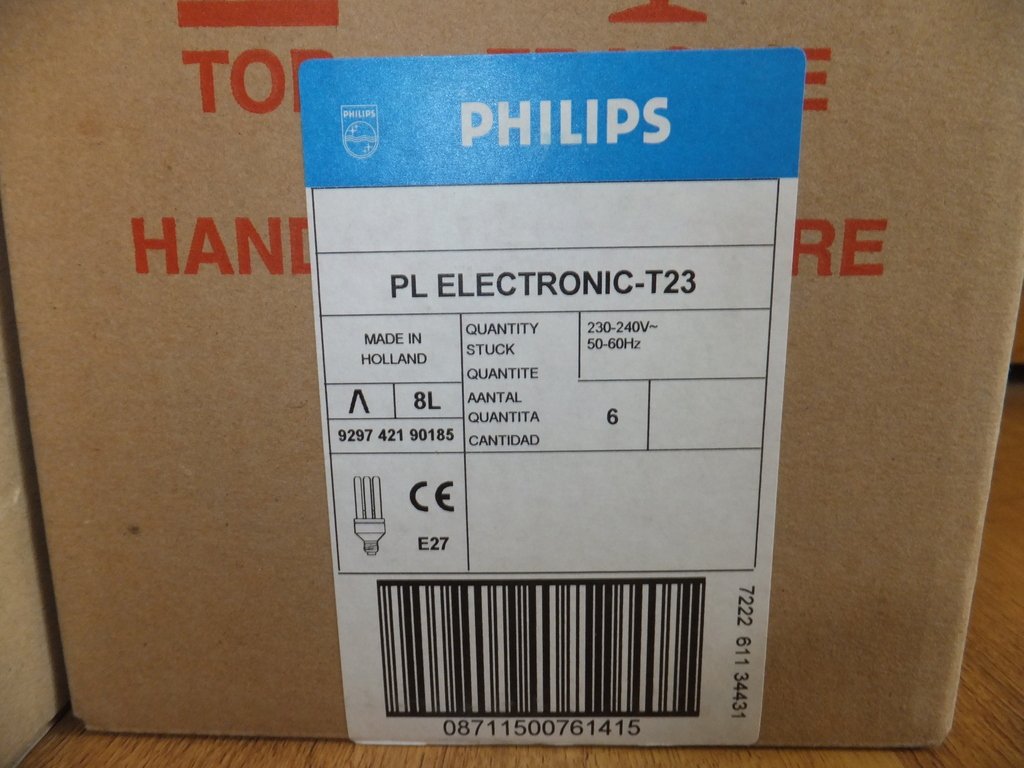 TOP
HAND
RE
PHILIPS
PHILIPS
PL ELECTRONIC-T23
MADE IN
HOLLAND
Λ
8L
9297 421 90185
QUANTITY
STUCK
QUANTITE
AANTAL
QUANTITA
CANTIDAD
230-240V~
50-60Hz
6
CE
E27
7222 611 34431
08711500761415